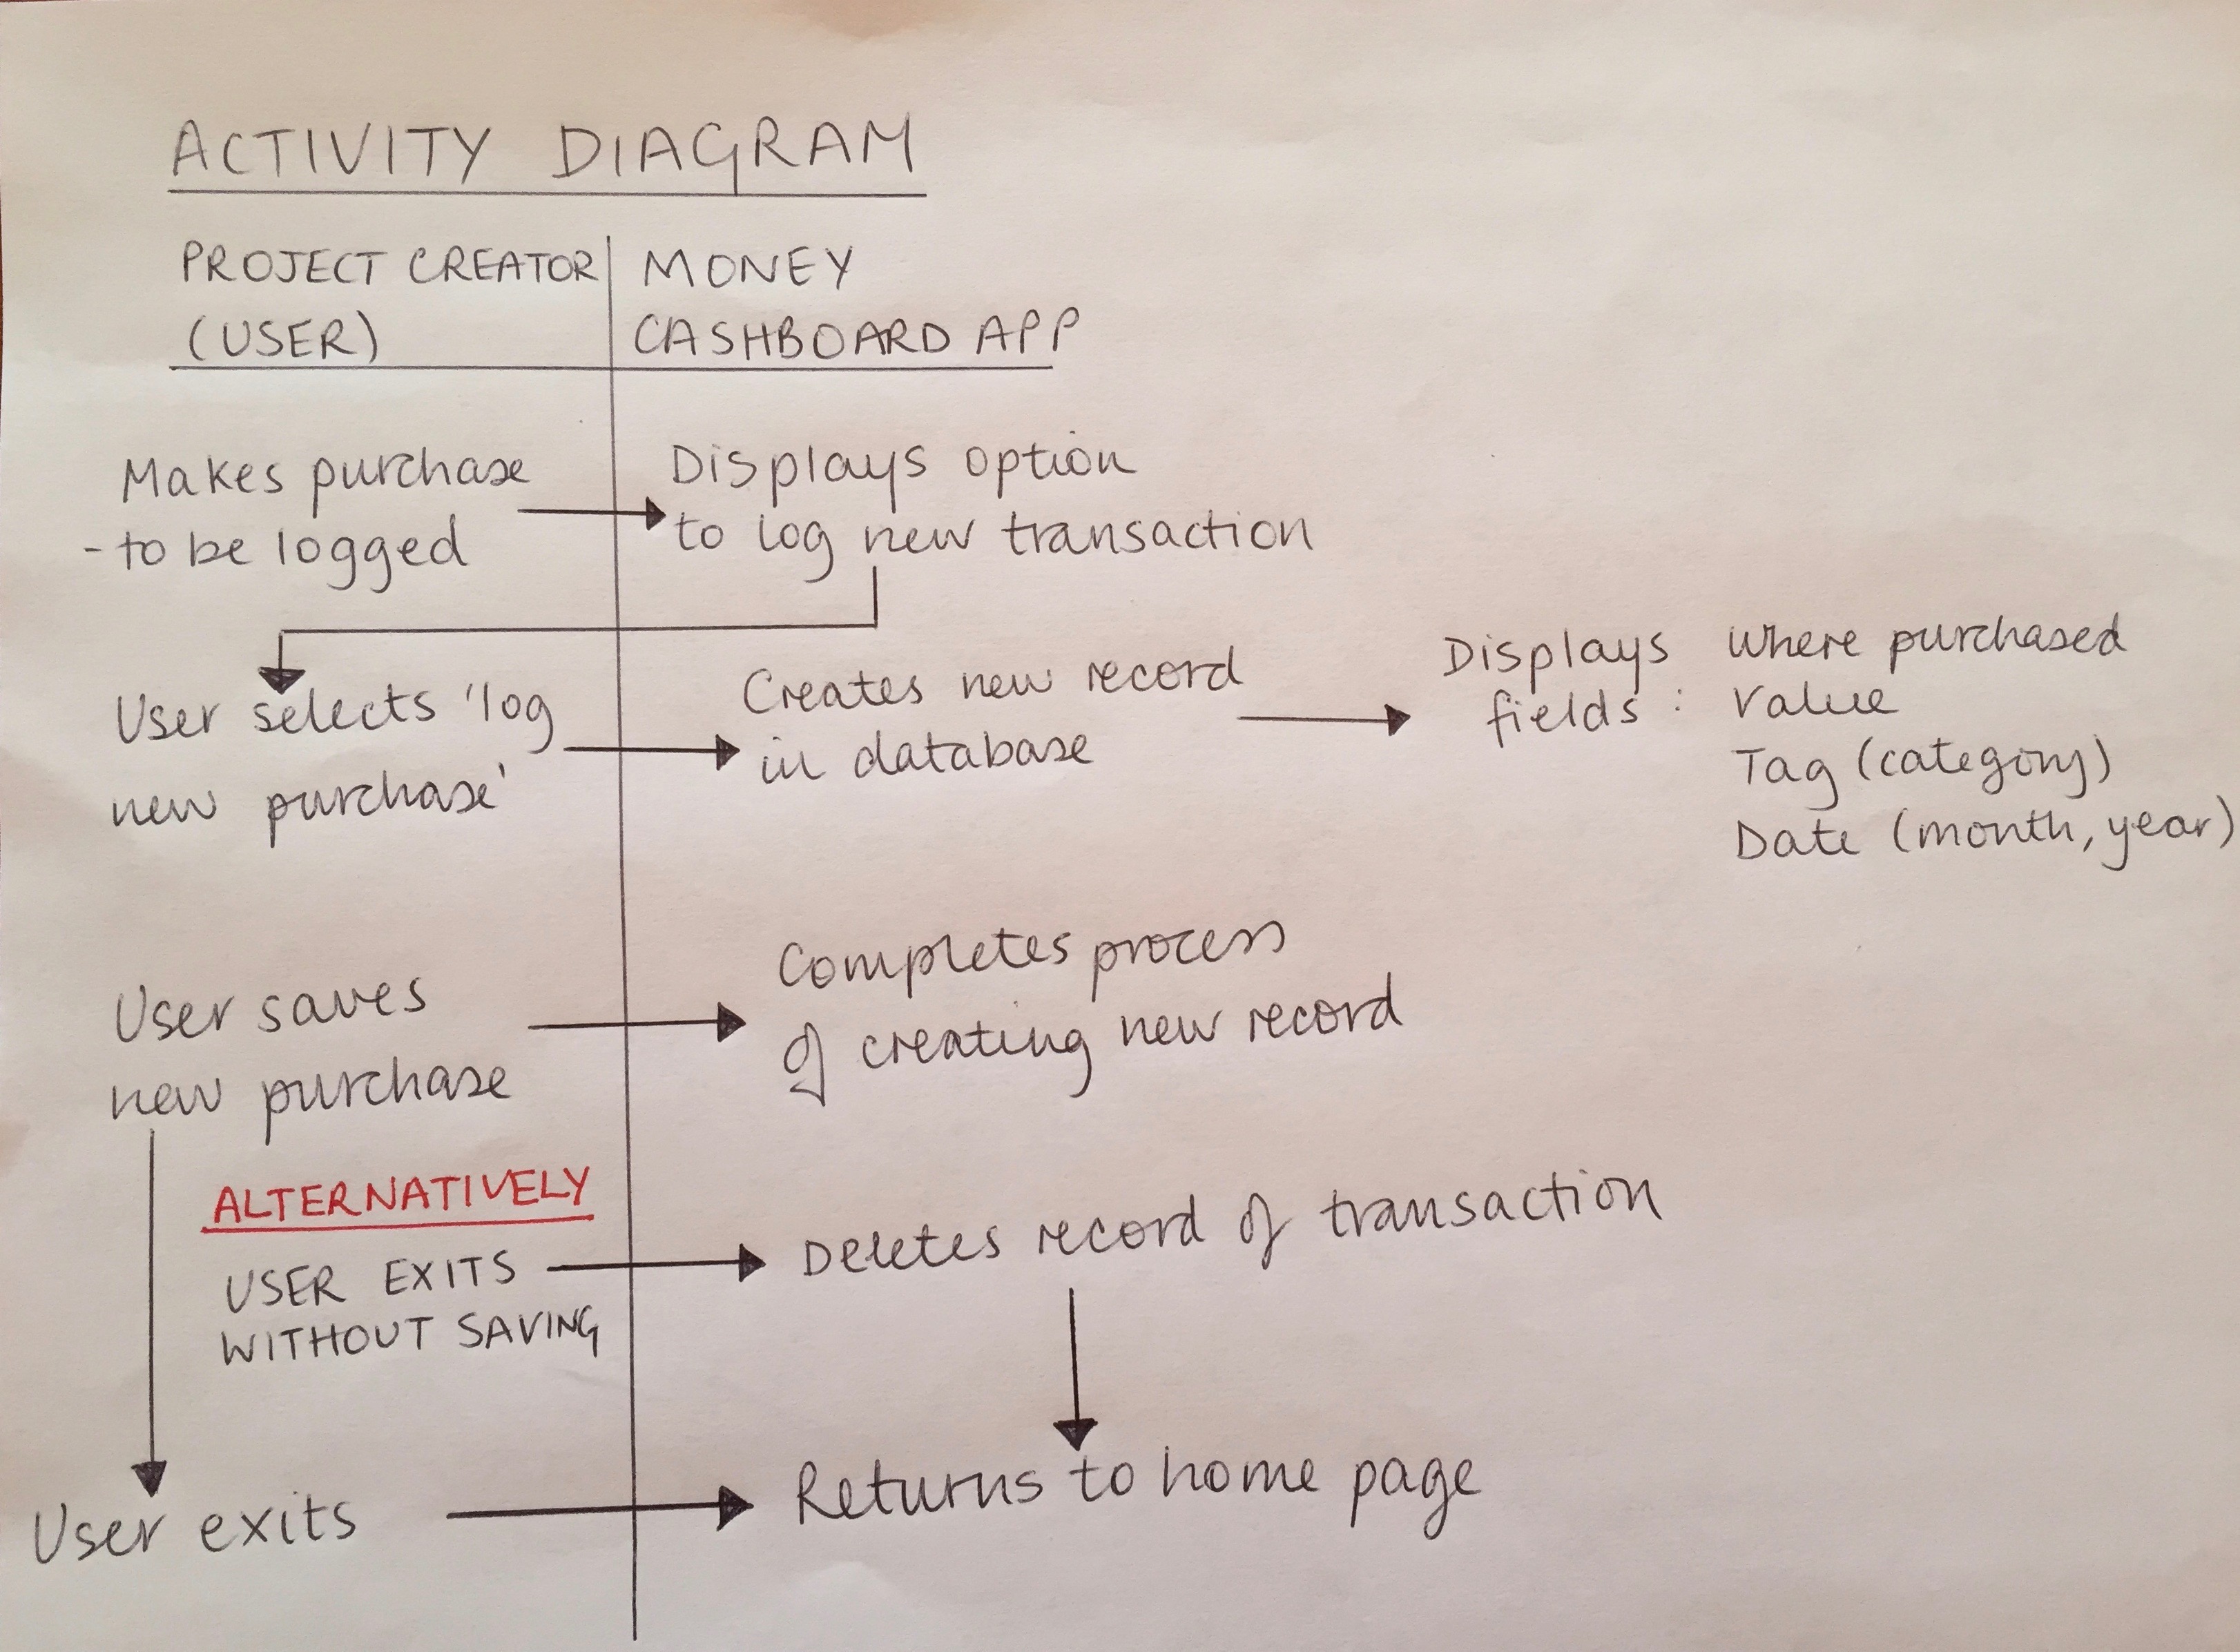 ACTIVITY DIAGRAM
PROJECT CREATOR
(USER)
MONEY
CASHBOARD APP
Makes purchase
- to be logged
Displays option
to log new transaction
User selects 'log
new purchase'
Creates new record
in database
Displays
fields :
Where purchased
Value
Tag (category)
Date (month, year)
User saves
new purchase
Completes process
of creating new record
ALTERNATIVELY
USER EXITS
WITHOUT SAVING
Deletes record of transaction
User exits
Returns to home page